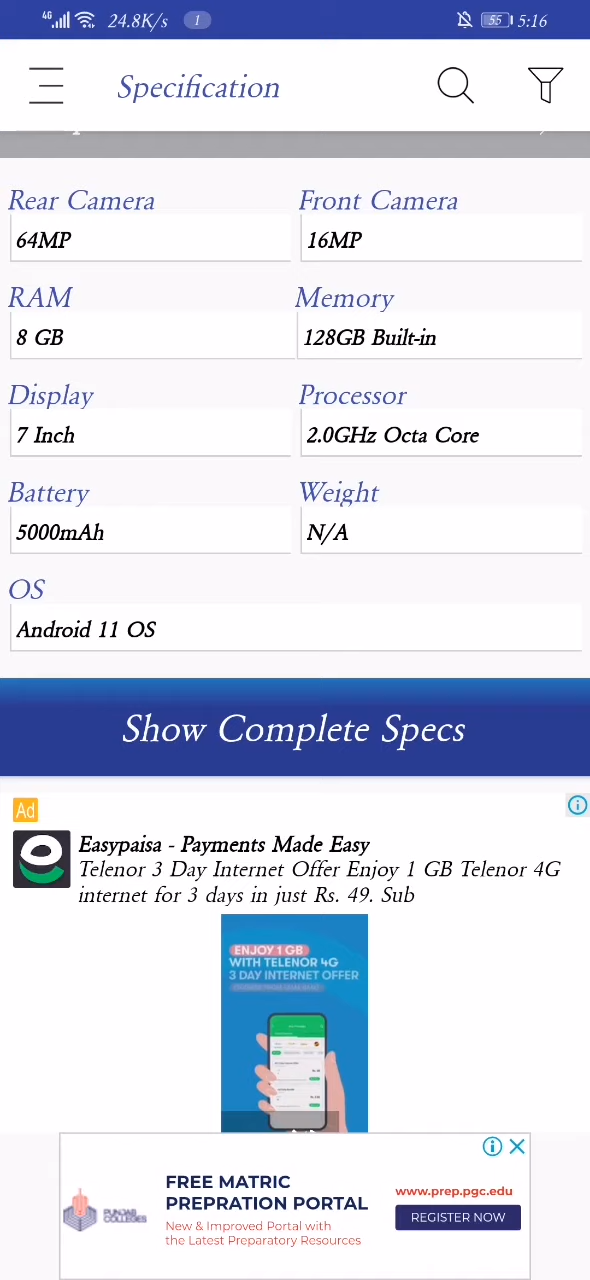 4G 24.8K/s 1 55 5:16
Specification
Rear Camera Front Camera
64MP 16MP
RAM Memory
8 GB 128GB Built-in
Display Processor
7 Inch 2.0GHz Octa Core
Battery Weight
5000mAh N/A
OS
Android 11 OS
Show Complete Specs
Ad
Easypaisa - Payments Made Easy
Telenor 3 Day Internet Offer Enjoy 1 GB Telenor 4G
internet for 3 days in just Rs. 49. Sub
ENJOY 1 GB
WITH TELENOR 4G
3 DAY INTERNET OFFER
FREE MATRIC
PREPRATION PORTAL
New & Improved Portal with
the Latest Preparatory Resources
PUNJAB
COLLEGES
www.prep.pgc.edu
REGISTER NOW